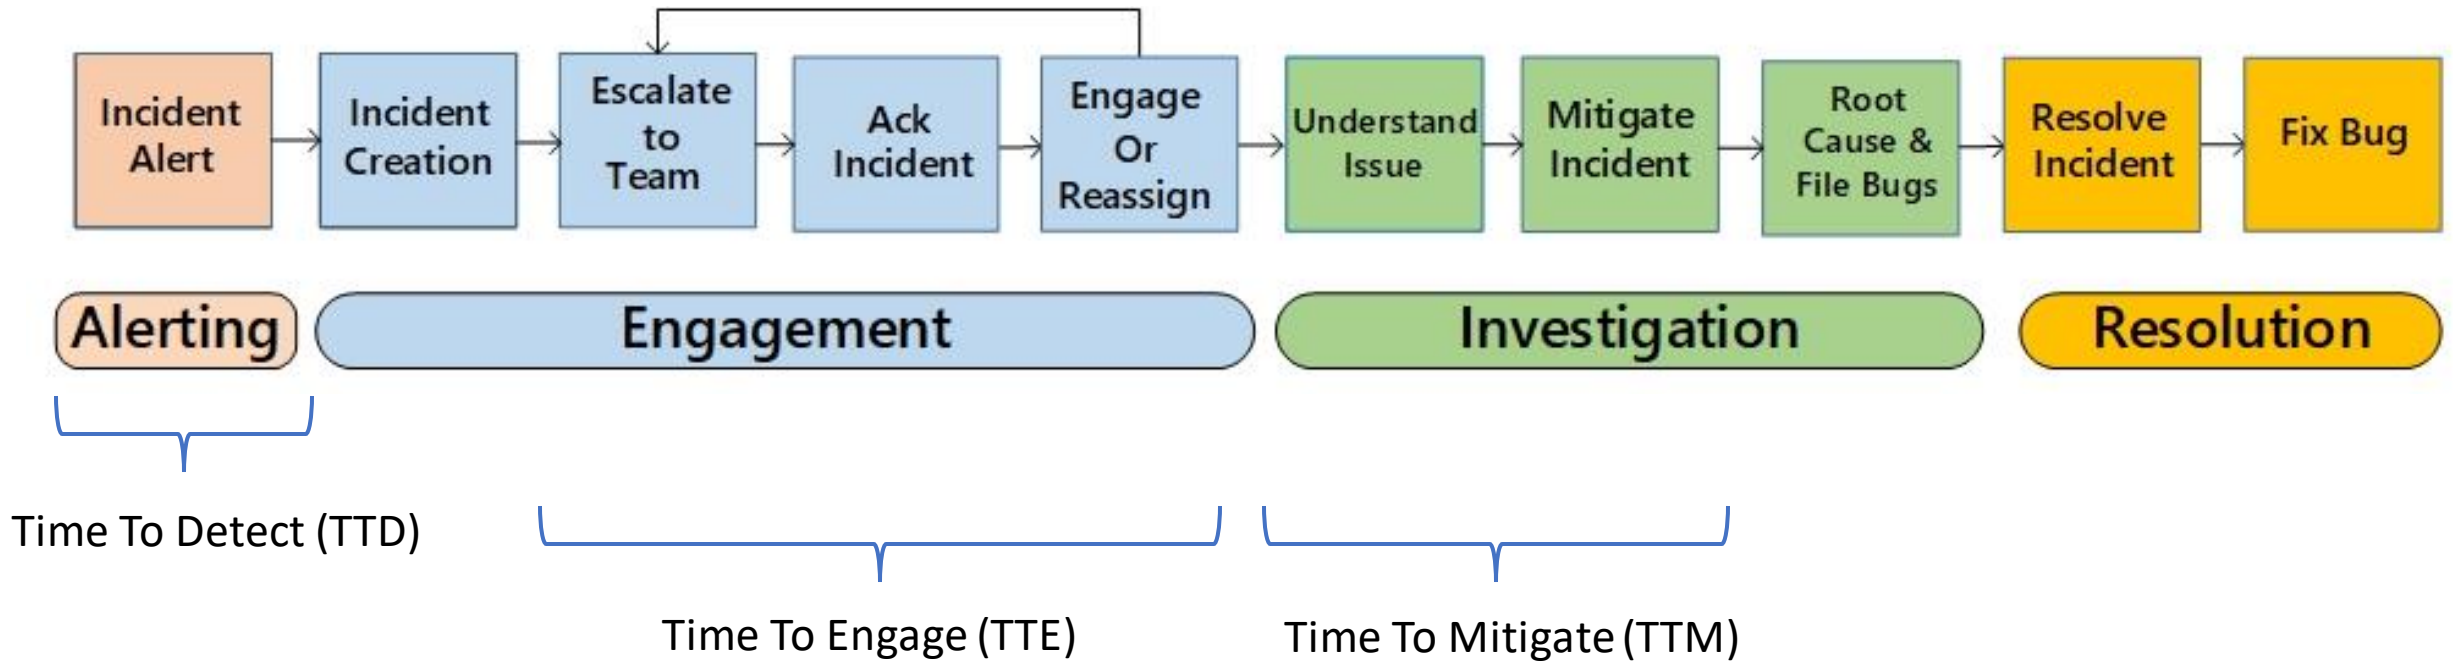 Incident
Alert
Incident
Creation
Escalate
to
Team
Ack
Incident
Engage
Or
Reassign
Understand
Issue
Mitigate
Incident
Root
Cause &
File Bugs
Resolve
Incident
Fix Bug
Alerting
Engagement
Investigation
Resolution
Time To Detect (TTD)
Time To Engage (TTE)
Time To Mitigate (TTM)